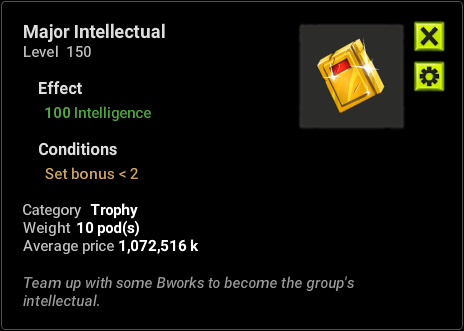 Major Intellectual
Level 150
Effect
100 Intelligence
Conditions
Set bonus < 2
Category Trophy
Weight 10 pod(s)
Average price 1,072,516 k
Team up with some Bworks to become the group's
intellectual.